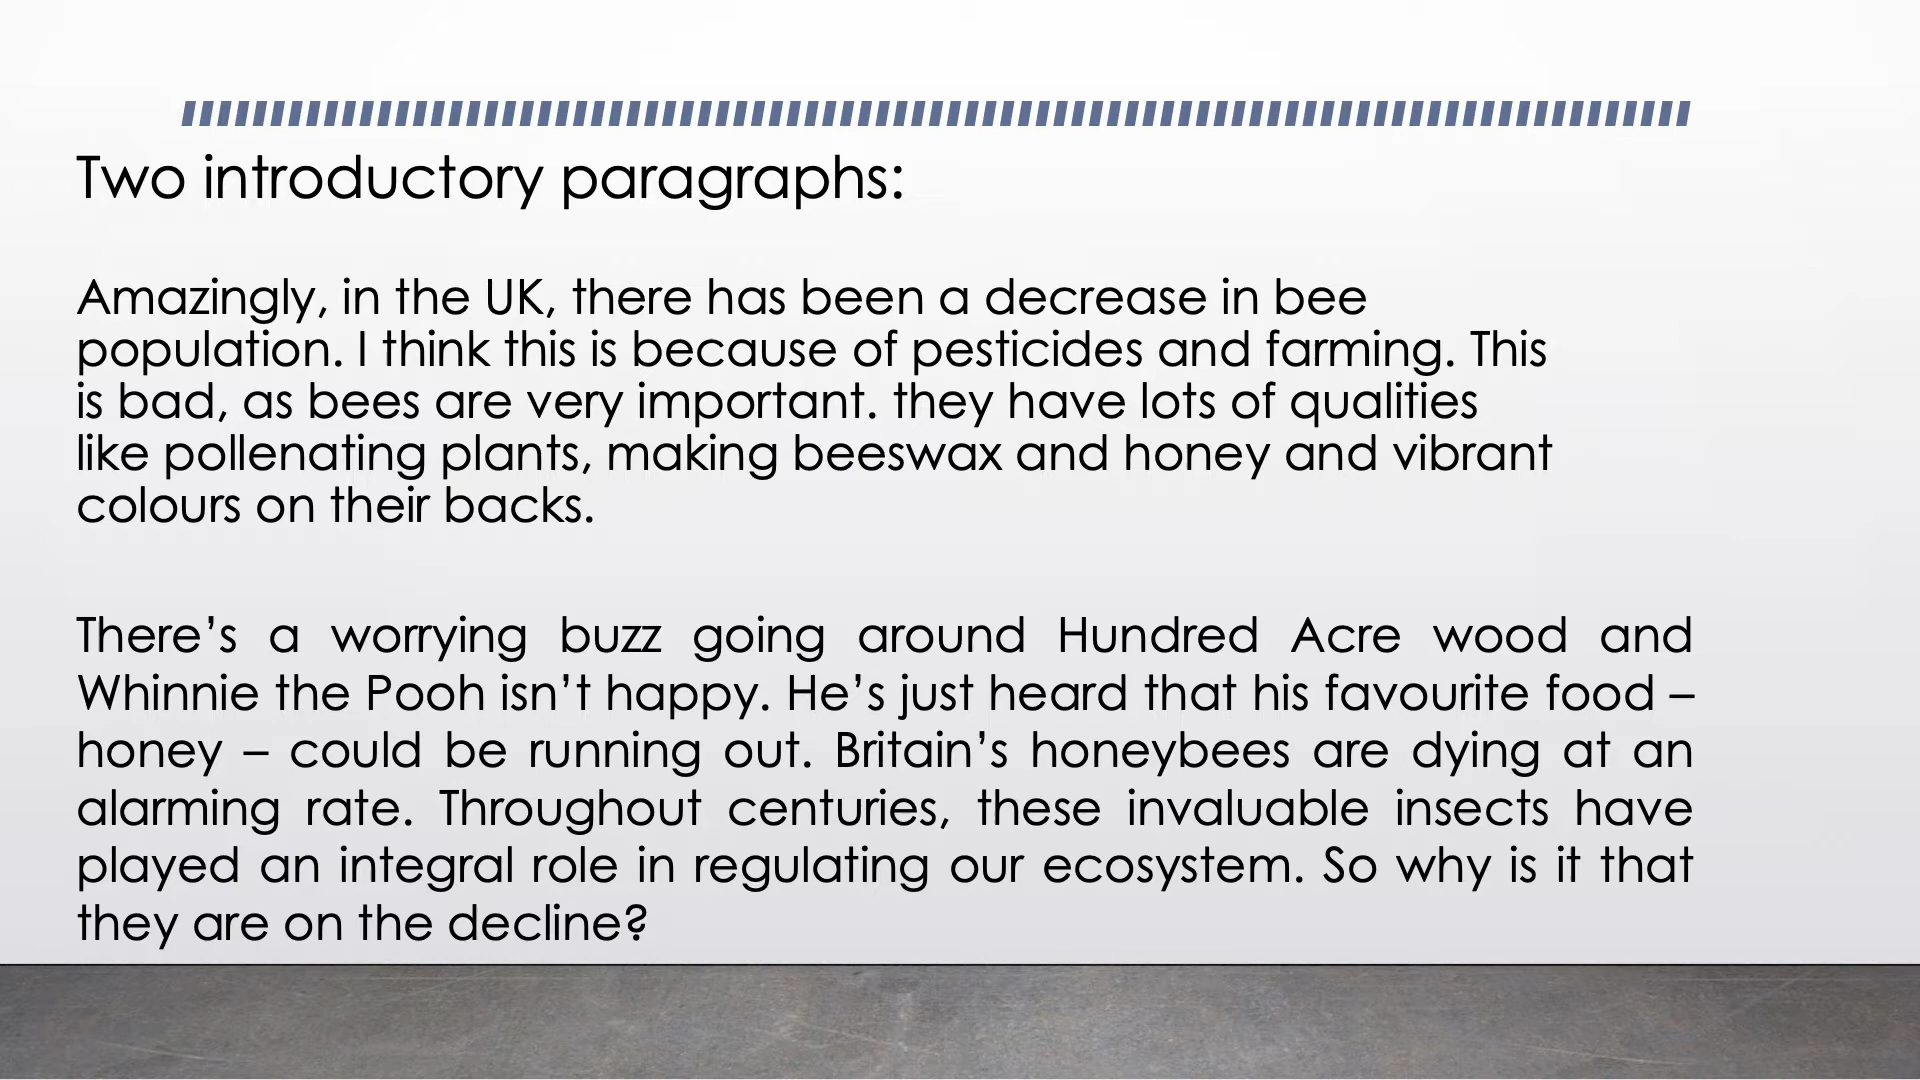 Two introductory paragraphs:
Amazingly, in the UK, there has been a decrease in bee
population. I think this is because of pesticides and farming. This
is bad, as bees are very important. they have lots of qualities
like pollenating plants, making beeswax and honey and vibrant
colours on their backs.
There’s a worrying buzz going around Hundred Acre wood and
Whinnie the Pooh isn’t happy. He’s just heard that his favourite food –
honey – could be running out. Britain’s honeybees are dying at an
alarming rate. Throughout centuries, these invaluable insects have
played an integral role in regulating our ecosystem. So why is it that
they are on the decline?